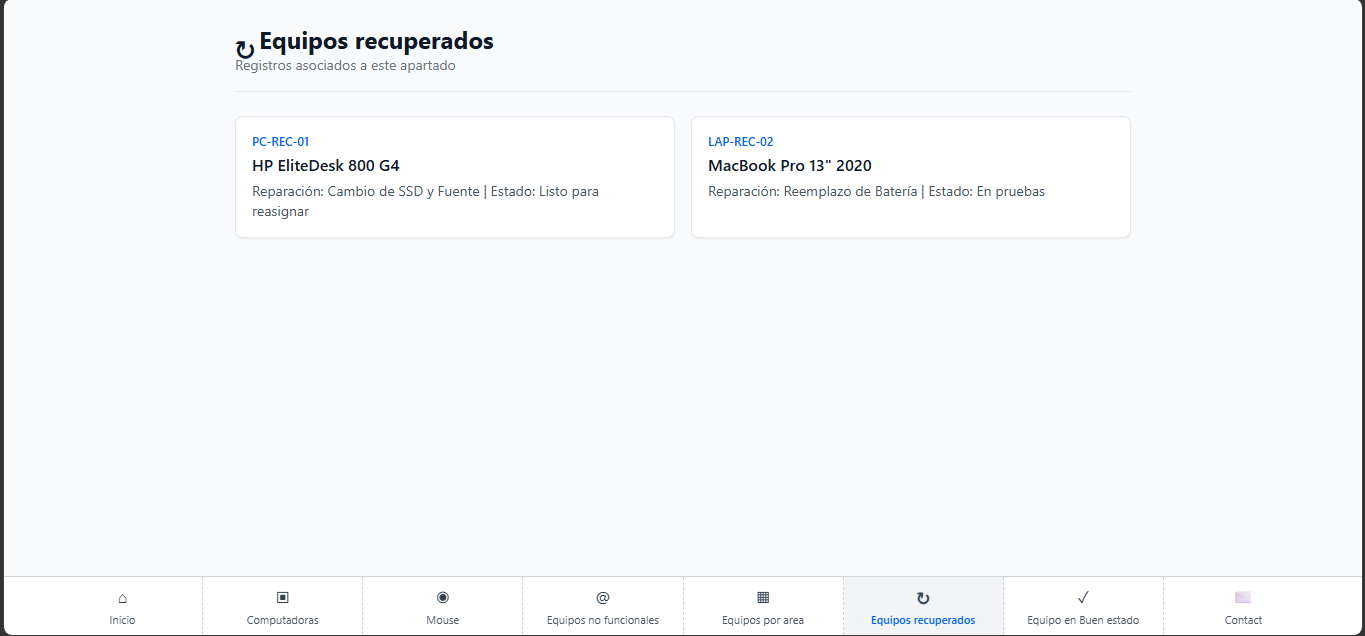 ↻ Equipos recuperados
Registros asociados a este apartado
PC-REC-01
HP EliteDesk 800 G4
Reparación: Cambio de SSD y Fuente | Estado: Listo para
reasignar
LAP-REC-02
MacBook Pro 13" 2020
Reparación: Reemplazo de Batería | Estado: En pruebas
Inicio
Computadoras
Mouse
@
Equipos no funcionales
Equipos por area
Equipos recuperados
Equipo en Buen estado
Contact